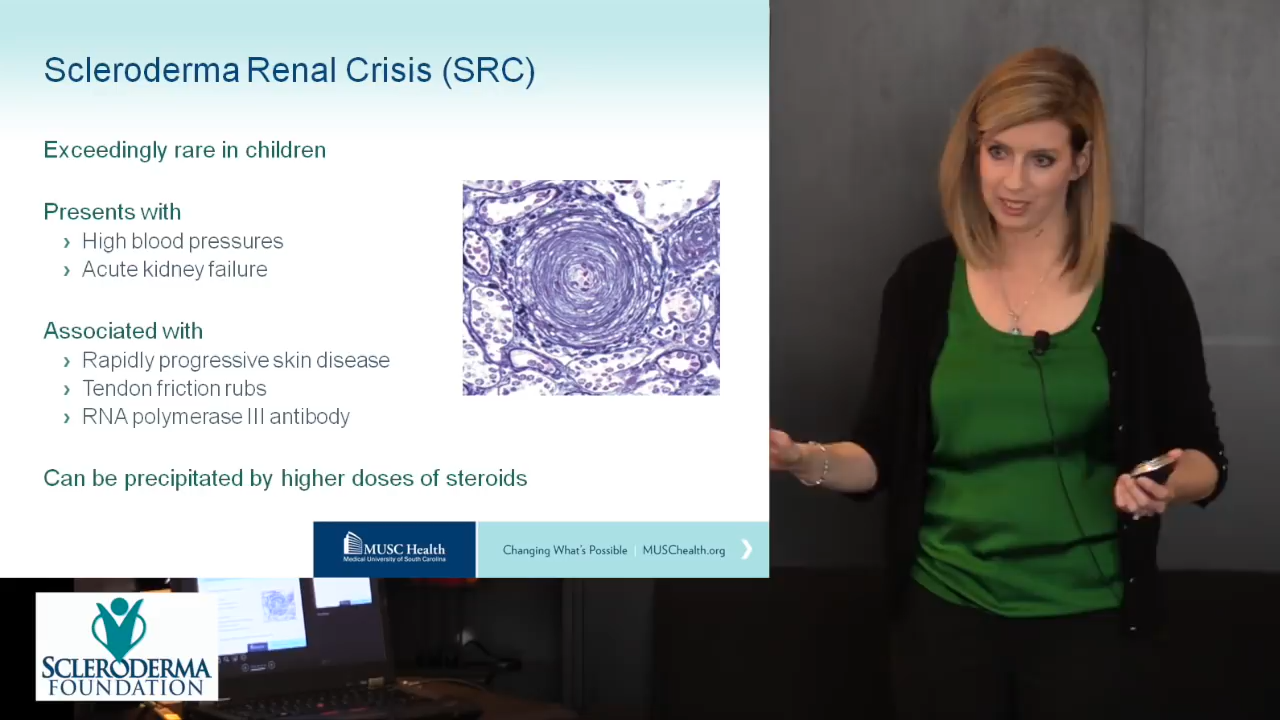 Scleroderma Renal Crisis (SRC)
Exceedingly rare in children
Presents with
› High blood pressures
› Acute kidney failure
Associated with
› Rapidly progressive skin disease
› Tendon friction rubs
› RNA polymerase III antibody
Can be precipitated by higher doses of steroids
MUSC Health
Medical University of South Carolina
Changing What's Possible | MUSChealth.org
SCLERODERMA
FOUNDATION